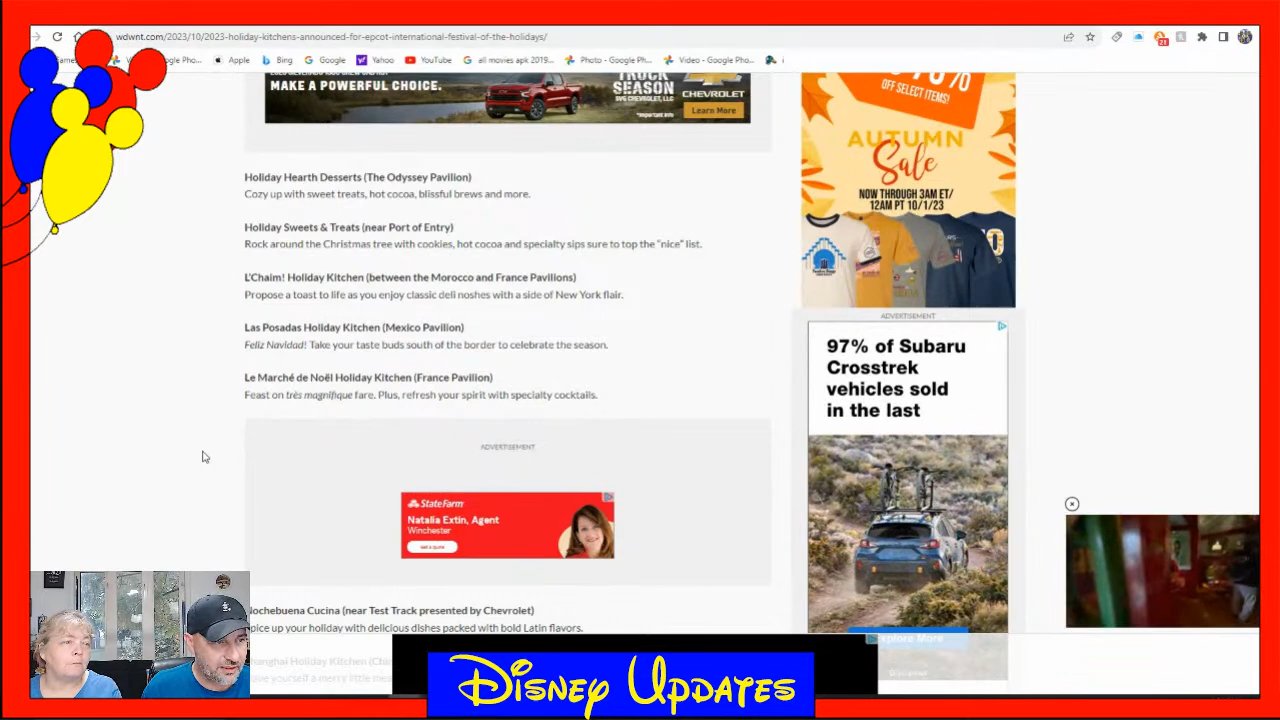 wdwnt.com/2023/10/2023-holiday-kitchens-announced-for-epcot-international-festival-of-the-holidays/
Apple Bing Google Yahoo YouTube all movies apk 2019... Photo - Google Ph... Video - Google Pho...
MAKE A POWERFUL CHOICE.
TRUCK
SEASON
SVG CHEVROLET, LLC
*Important Info
CHEVROLET
Learn More
OFF SELECT ITEMS!
AUTUMN
Sale
NOW THROUGH 3AM ET/
12AM PT 10/1/23
Holiday Hearth Desserts (The Odyssey Pavilion)
Cozy up with sweet treats, hot cocoa, blissful brews and more.
Holiday Sweets & Treats (near Port of Entry)
Rock around the Christmas tree with cookies, hot cocoa and specialty sips sure to top the “nice” list.
L’Chaim! Holiday Kitchen (between the Morocco and France Pavilions)
Propose a toast to life as you enjoy classic deli noshes with a side of New York flair.
Las Posadas Holiday Kitchen (Mexico Pavilion)
Feliz Navidad! Take your taste buds south of the border to celebrate the season.
Le Marché de Noël Holiday Kitchen (France Pavilion)
Feast on très magnifique fare. Plus, refresh your spirit with specialty cocktails.
ADVERTISEMENT
97% of Subaru
Crosstrek
vehicles sold
in the last
Explore More
ADVERTISEMENT
StateFarm
Natalia Extin, Agent
Winchester
Get a quote
Nochebuena Cucina (near Test Track presented by Chevrolet)
Spice up your holiday with delicious dishes packed with bold Latin flavors.
Shanghai Holiday Kitchen (Chin
ave yourself a merry little mea
Disney Updates